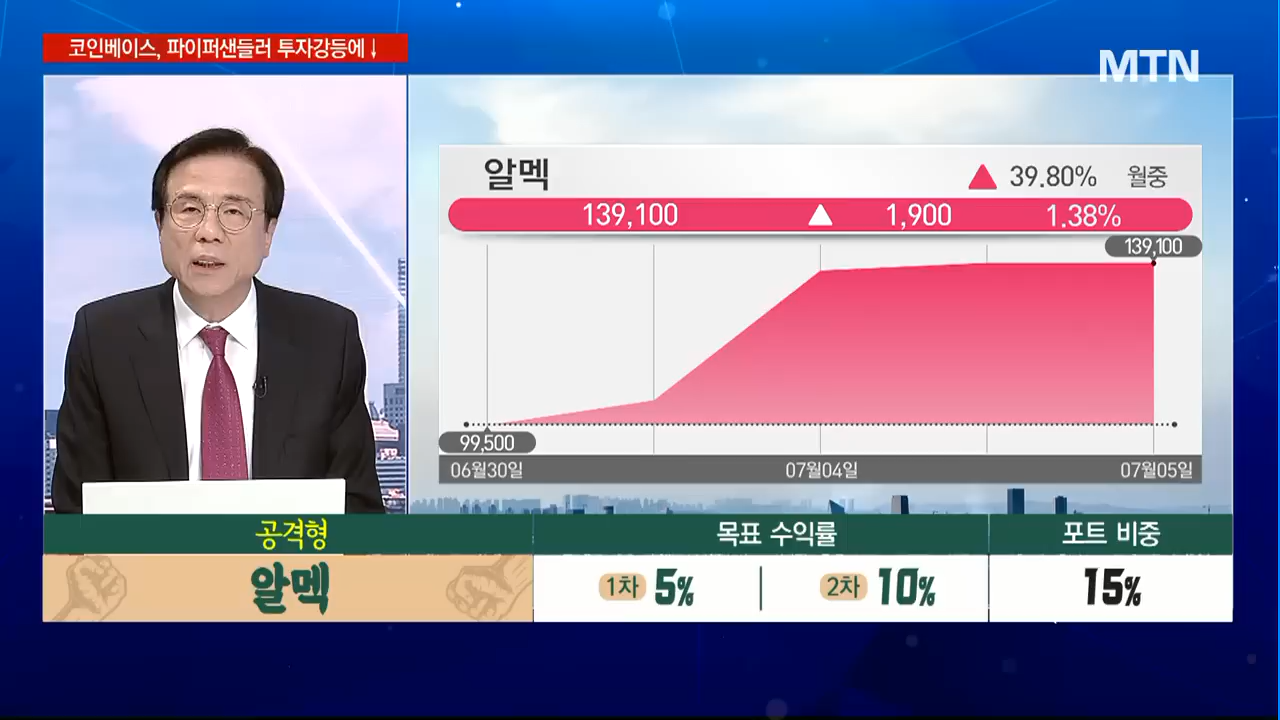 코인베이스, 파이퍼샌들러 투자강등에↓
MTN
알멕
▲ 39.80% 월중
139,100 △ 1,900 1.38%
139,100
99,500
06월30일 07월04일 07월05일
공격형 목표 수익률 포트 비중
알멕 1차 5% 2차 10% 15%